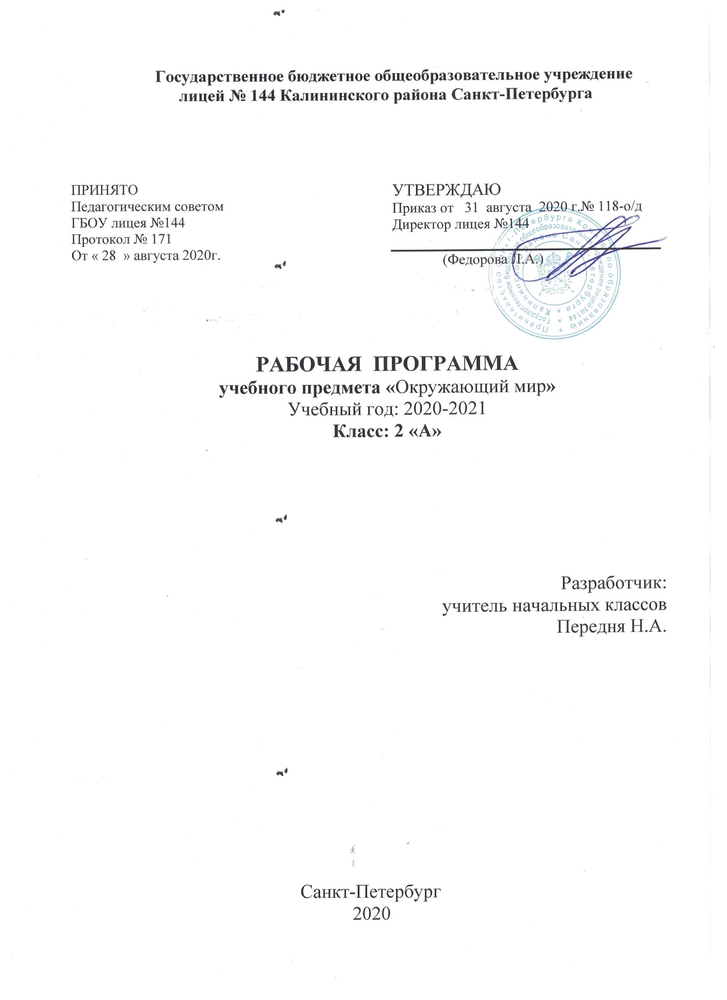 Государственное бюджетное общеобразовательное учреждение
лицей № 144 Калининского района Санкт-Петербурга
ПРИНЯТО
Педагогическим советом
ГБОУ лицея №144
Протокол № 171
От « 28 » августа 2020г.
УТВЕРЖДАЮ
Приказ от 31 августа 2020 г.№ 118-о/д
Директор лицея №144
(Федорова Л.А.)
Правительство Санкт-Петербурга Комитет по образованию *
Государственное бюджетное общеобразовательное учреждение лицей №144 *
Калининского района Санкт-Петербурга *
РАБОЧАЯ ПРОГРАММА
учебного предмета «Окружающий мир»
Учебный год: 2020-2021
Класс: 2 «А»
Разработчик:
учитель начальных классов
Передня Н.А.
Санкт-Петербург
2020